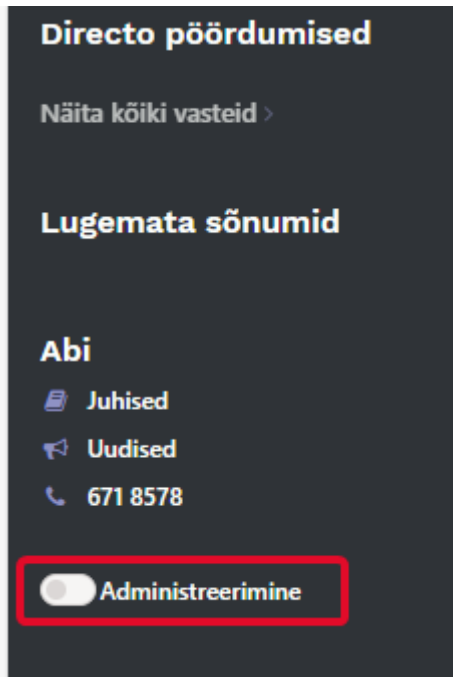 Directo pöördumised
Näita kõiki vasteid >
Lugemata sõnumid
Abi
Juhised
Uudised
671 8578
Administreerimine